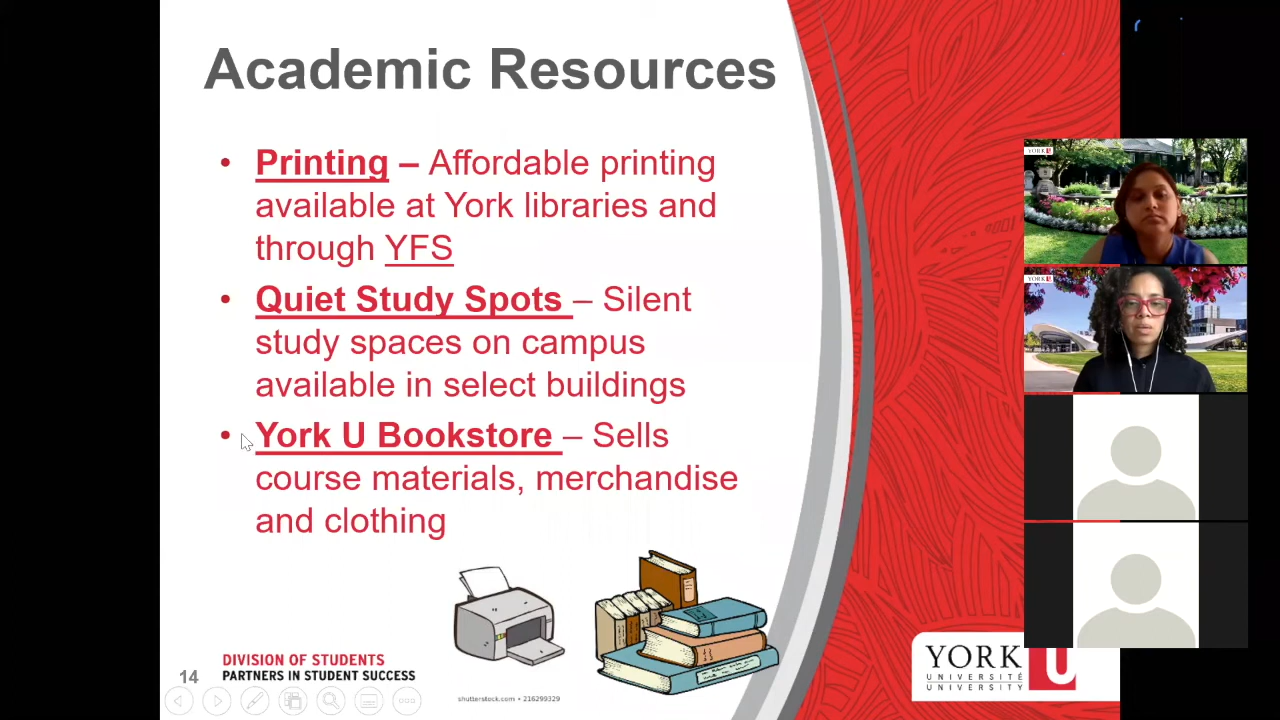 Academic Resources
• Printing – Affordable printing
available at York libraries and
through YFS
• Quiet Study Spots – Silent
study spaces on campus
available in select buildings
• York U Bookstore – Sells
course materials, merchandise
and clothing
shutterstock.com • 216299329
DIVISION OF STUDENTS
PARTNERS IN STUDENT SUCCESS
14
YORK U
UNIVERSITÉ
UNIVERSITY
YORK U
YORK U